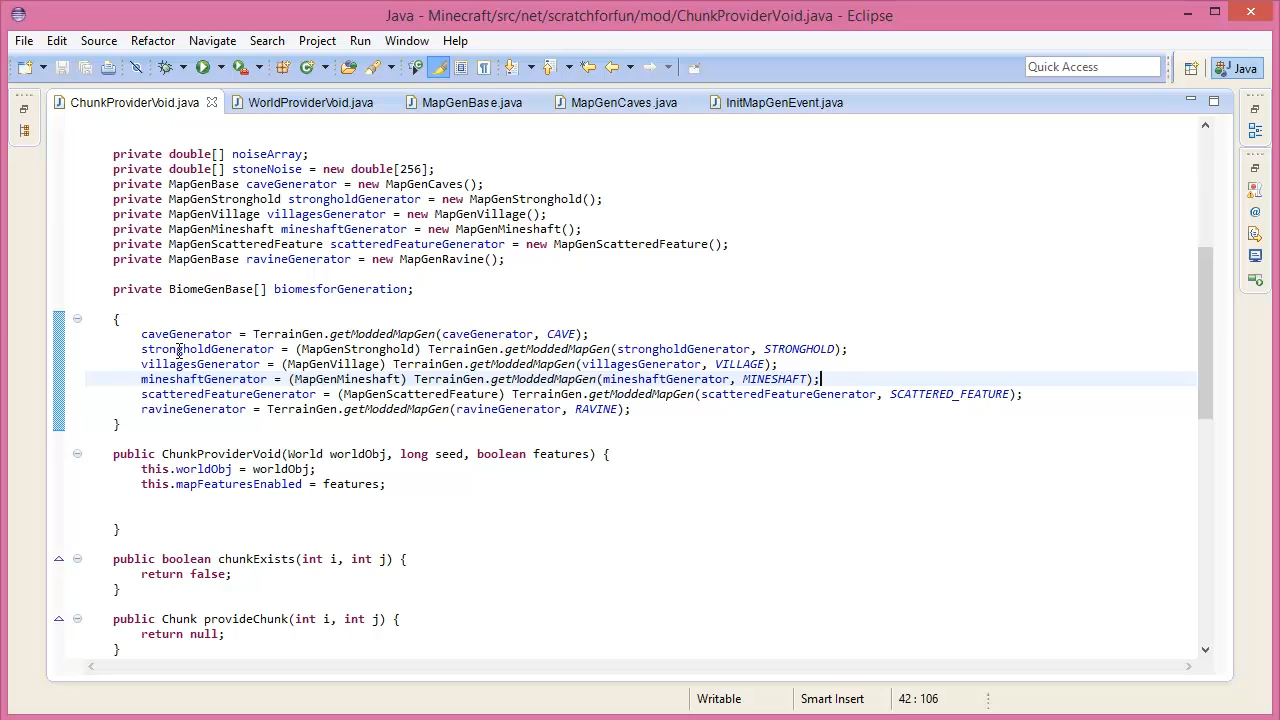 Java - Minecraft/src/net/scratchforfun/mod/ChunkProviderVoid.java - Eclipse
File Edit Source Refactor Navigate Search Project Run Window Help
Quick Access
Java
ChunkProviderVoid.java
WorldProviderVoid.java
MapGenBase.java
MapGenCaves.java
InitMapGenEvent.java
private double[] noiseArray;
private double[] stoneNoise = new double[256];
private MapGenBase caveGenerator = new MapGenCaves();
private MapGenStronghold strongholdGenerator = new MapGenStronghold();
private MapGenVillage villagesGenerator = new MapGenVillage();
private MapGenMineshaft mineshaftGenerator = new MapGenMineshaft();
private MapGenScatteredFeature scatteredFeatureGenerator = new MapGenScatteredFeature();
private MapGenBase ravineGenerator = new MapGenRavine();
private BiomeGenBase[] biomesforGeneration;
{
caveGenerator = TerrainGen.getModdedMapGen(caveGenerator, CAVE);
strongholdGenerator = (MapGenStronghold) TerrainGen.getModdedMapGen(strongholdGenerator, STRONGHOLD);
villagesGenerator = (MapGenVillage) TerrainGen.getModdedMapGen(villagesGenerator, VILLAGE);
mineshaftGenerator = (MapGenMineshaft) TerrainGen.getModdedMapGen(mineshaftGenerator, MINESHAFT);
scatteredFeatureGenerator = (MapGenScatteredFeature) TerrainGen.getModdedMapGen(scatteredFeatureGenerator, SCATTERED_FEATURE);
ravineGenerator = TerrainGen.getModdedMapGen(ravineGenerator, RAVINE);
}
public ChunkProviderVoid(World worldObj, long seed, boolean features) {
this.worldObj = worldObj;
this.mapFeaturesEnabled = features;
}
public boolean chunkExists(int i, int j) {
return false;
}
public Chunk provideChunk(int i, int j) {
return null;
}
Writable
Smart Insert
42 : 106